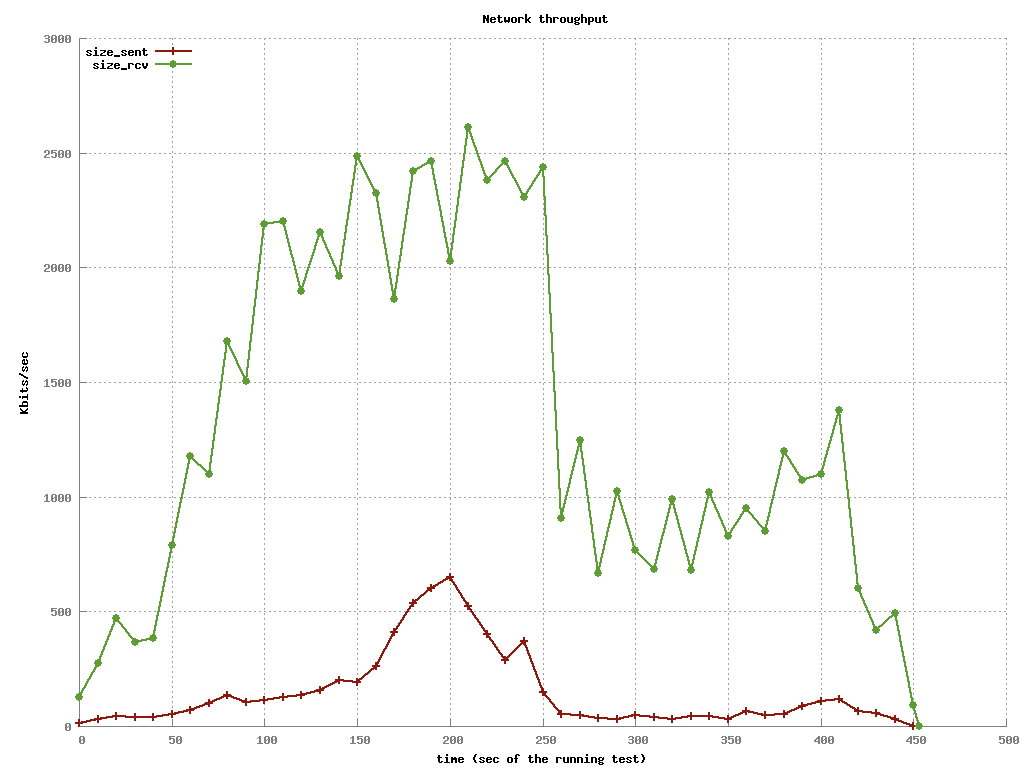 Network throughput
size_sent
size_rcv
3000
2500
2000
1500
1000
500
0
Kbits/sec
0 50 100 150 200 250 300 350 400 450 500
time (sec of the running test)